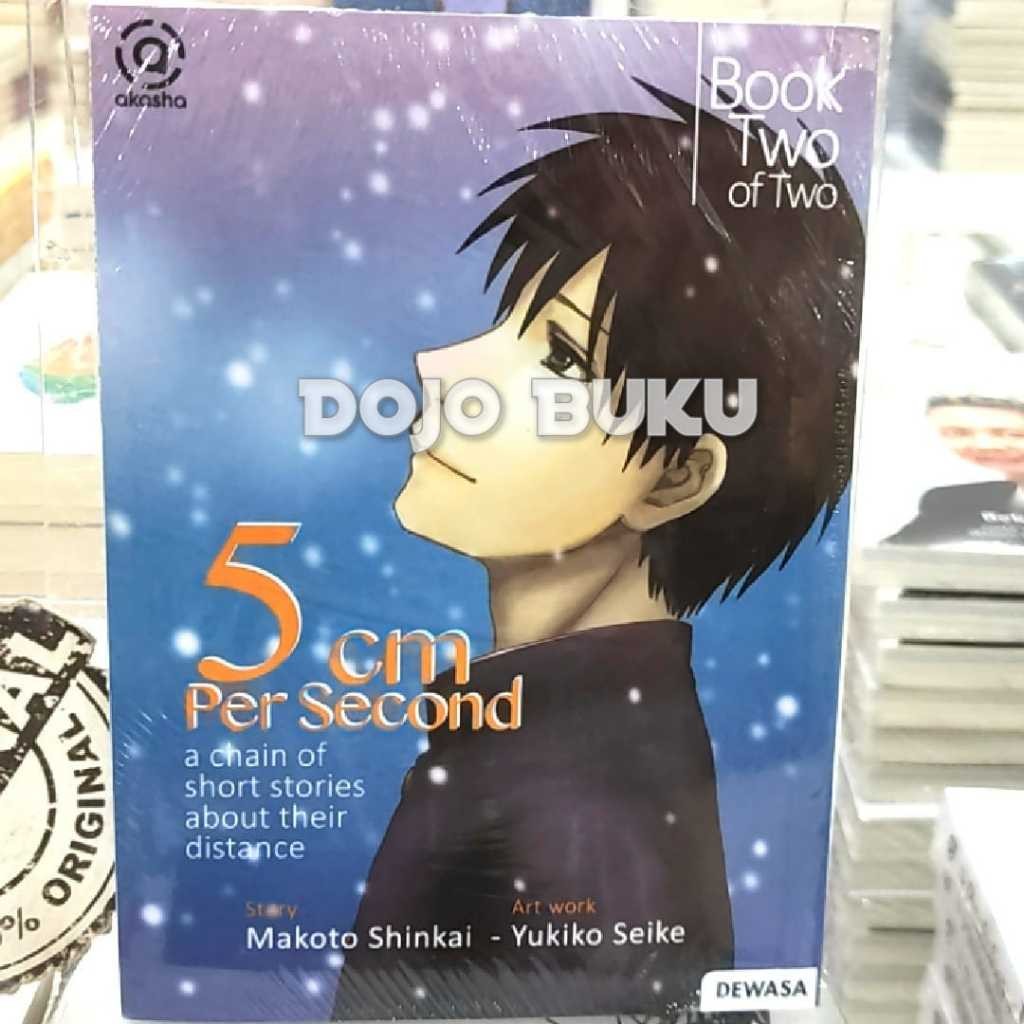 akasha
Book
Two
of Two
DOJO BUKU
5 cm
Per Second
a chain of
short stories
about their
distance
Story
Art work
Makoto Shinkai - Yukiko Seike
DEWASA
ORIGINAL